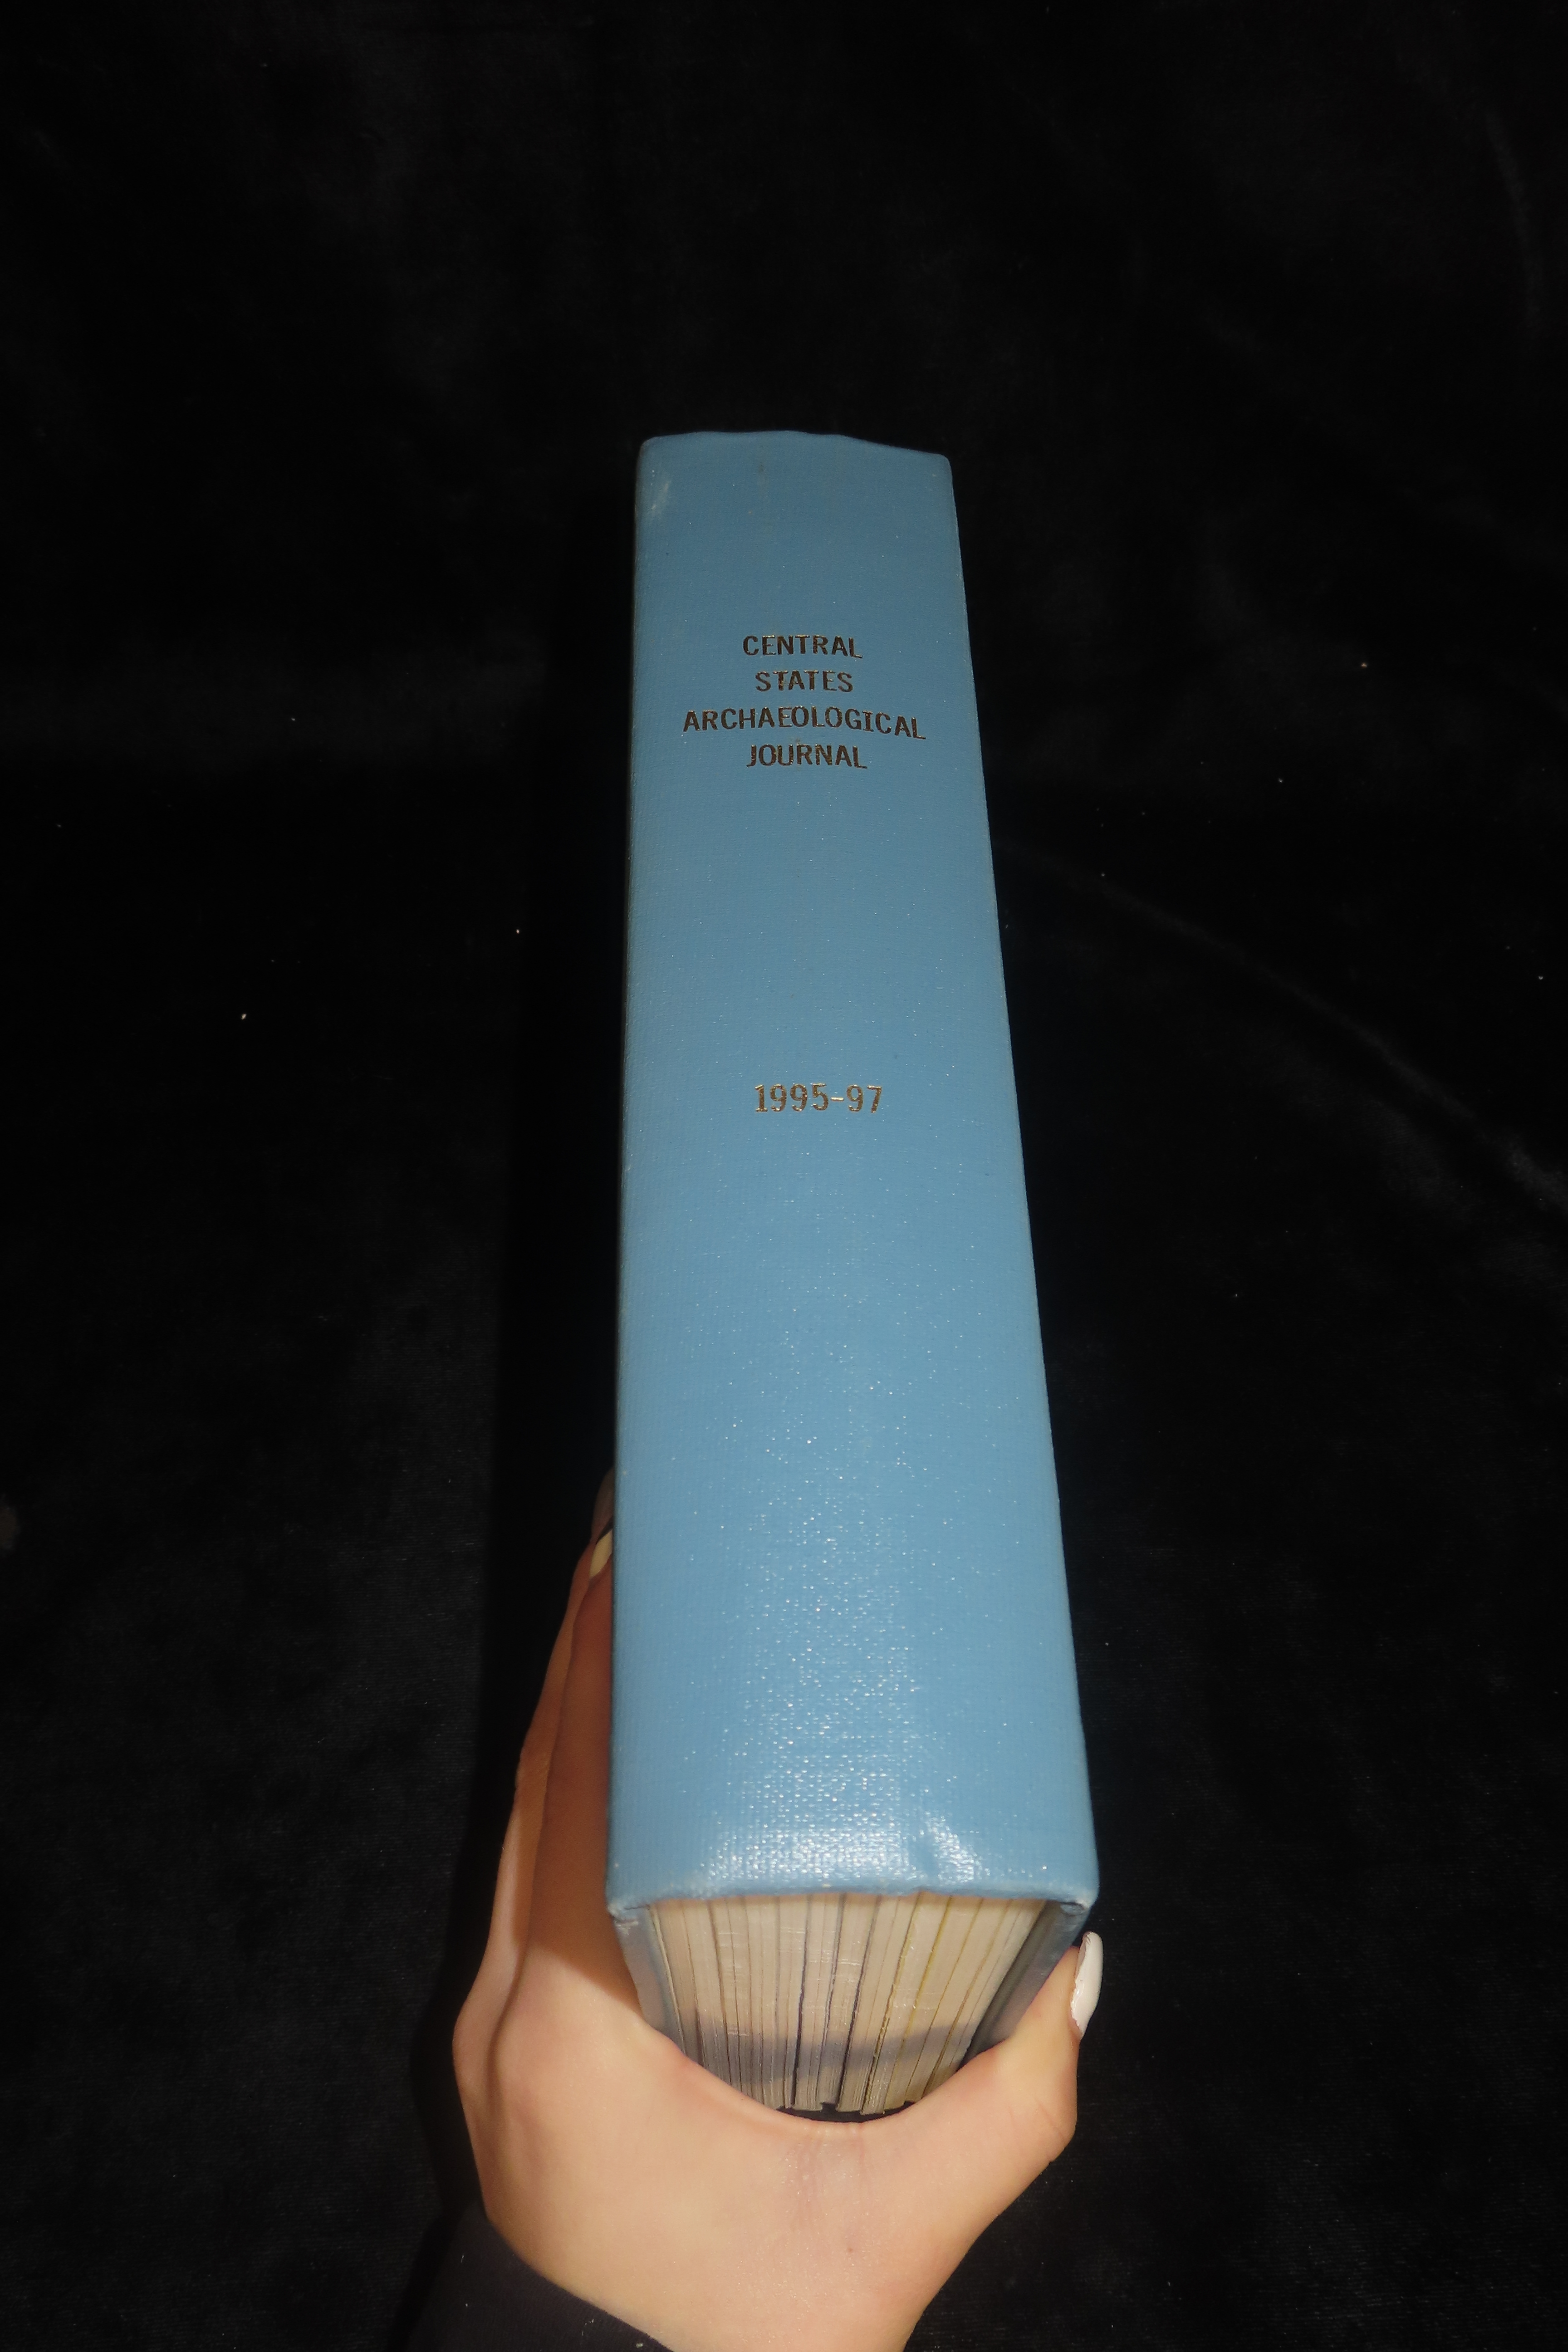 CENTRAL
STATES
ARCHAEOLOGICAL
JOURNAL
1995-97